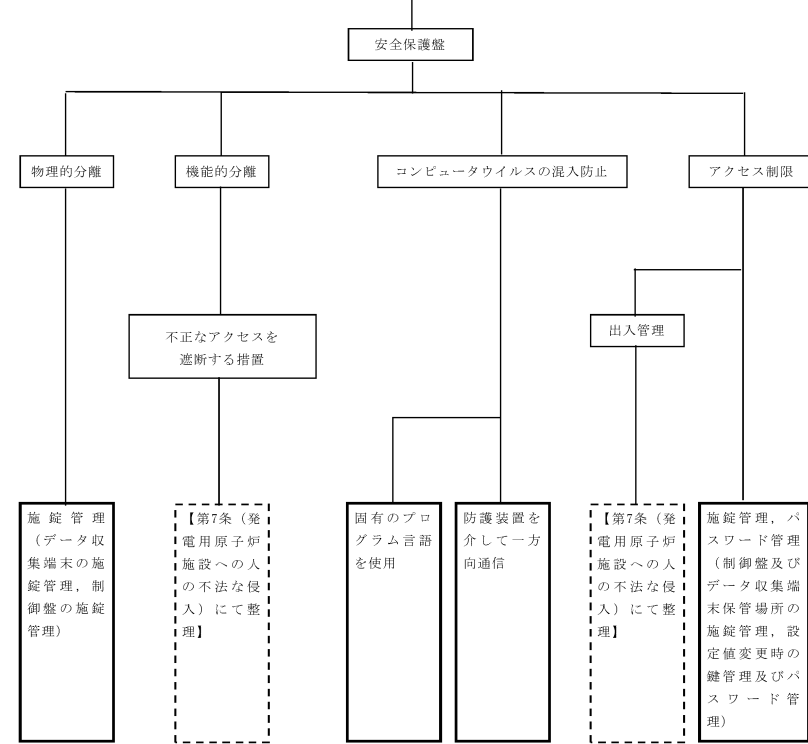 安全保護盤
物理的分離
機能的分離
コンピュータウイルスの混入防止
アクセス制限
不正なアクセスを
遮断する措置
出入管理
施錠管理
（データ収
集端末の施
錠管理，制
御盤の施錠
管理）
【第7条（発
電用原子炉
施設への人
の不法な侵
入）にて整
理】
固有のプロ
グラム言語
を使用
防護装置を
介して一方
向通信
【第7条（発
電用原子炉
施設への人
の不法な侵
入）にて整
理】
施錠管理，パ
スワード管理
（制御盤及び
データ収集端
末保管場所の
施錠管理，設
定値変更時の
鍵管理及びパ
スワード管
理）